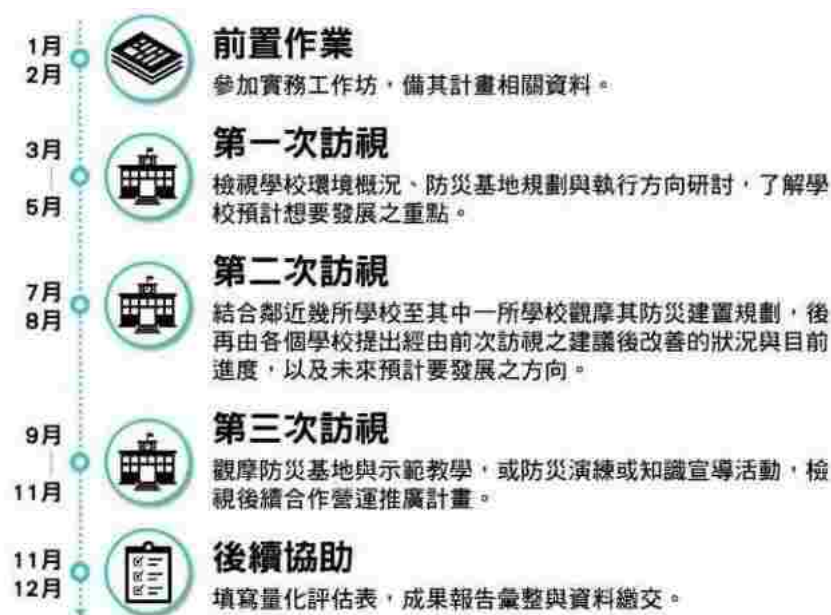 1月
2月
前置作業
參加實務工作坊，備其計畫相關資料。
3月
5月
第一次訪視
檢視學校環境概況、防災基地規劃與執行方向研討，了解學
校預計想要發展之重點。
7月
8月
第二次訪視
結合鄰近幾所學校至其中一所學校觀摩其防災建置規劃，後
再由各個學校提出經由前次訪視之建議後改善的狀況與目前
進度，以及未來預計要發展之方向。
9月
11月
第三次訪視
觀摩防災基地與示範教學，或防災演練或知識宣導活動，檢
視後續合作營運推廣計畫。
11月
12月
後續協助
填寫量化評估表，成果報告彙整與資料繳交。